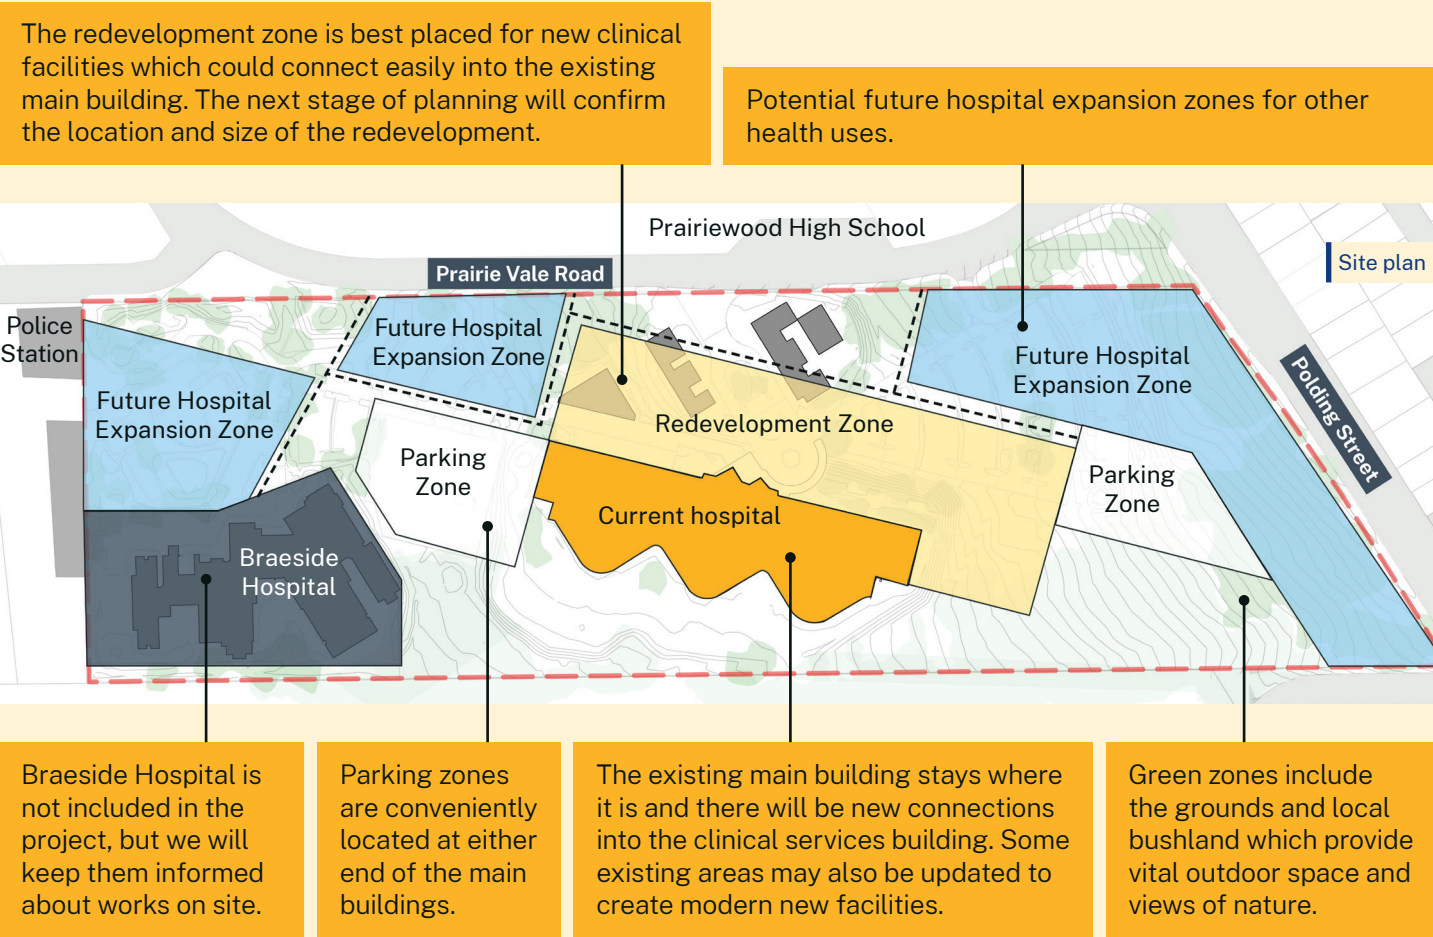 The redevelopment zone is best placed for new clinical
facilities which could connect easily into the existing
main building. The next stage of planning will confirm
the location and size of the redevelopment.
Potential future hospital expansion zones for other
health uses.
Prairiewood High School
Site plan
Prairie Vale Road
Police
Station
Future Hospital
Expansion Zone
Future Hospital
Expansion Zone
Future Hospital
Expansion Zone
Polding Street
Redevelopment Zone
Parking
Zone
Parking
Zone
Current hospital
Braeside
Hospital
Braeside Hospital is
not included in the
project, but we will
keep them informed
about works on site.
Parking zones
are conveniently
located at either
end of the main
buildings.
The existing main building stays where
it is and there will be new connections
into the clinical services building. Some
existing areas may also be updated to
create modern new facilities.
Green zones include
the grounds and local
bushland which provide
vital outdoor space and
views of nature.